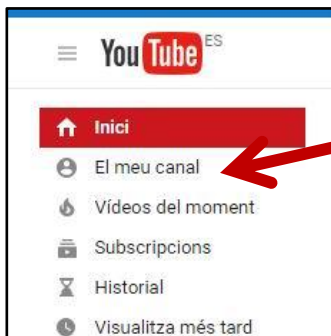 YouTube ES
Inici
El meu canal
Vídeos del moment
Subscripcions
Historial
Visualitza més tard